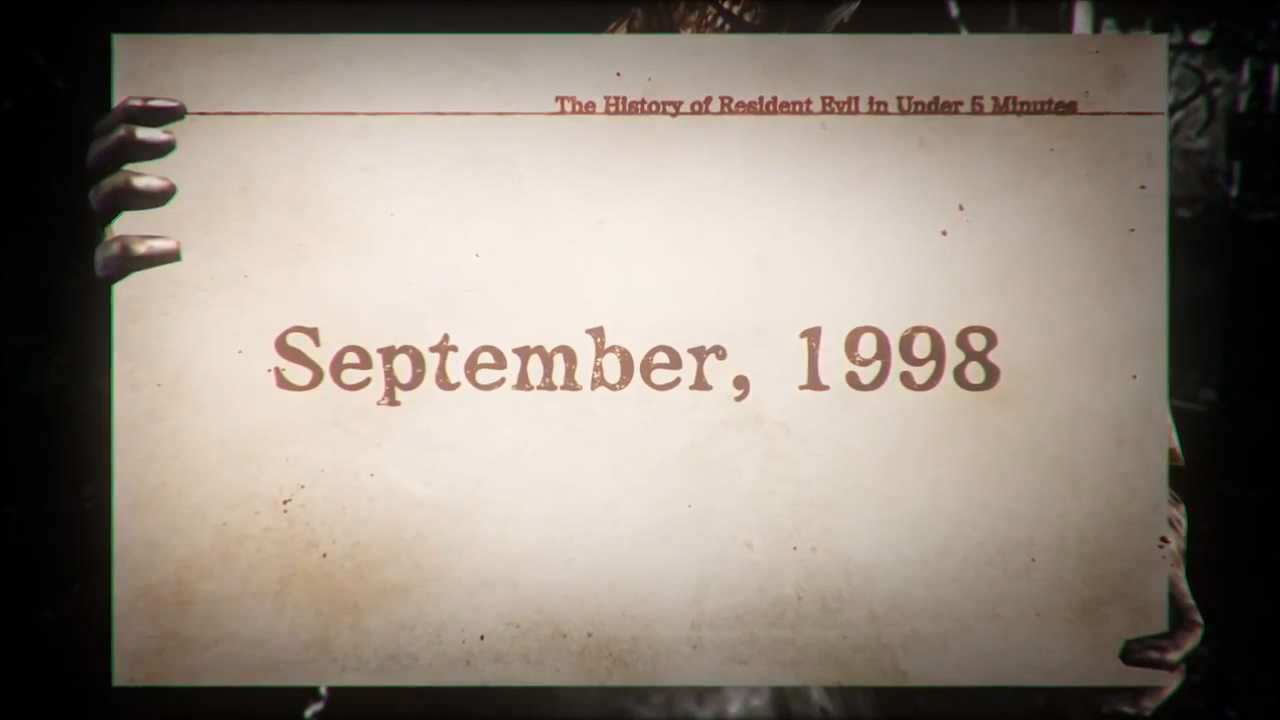 The History of Resident Evil in Under 5 Minutes
September, 1998